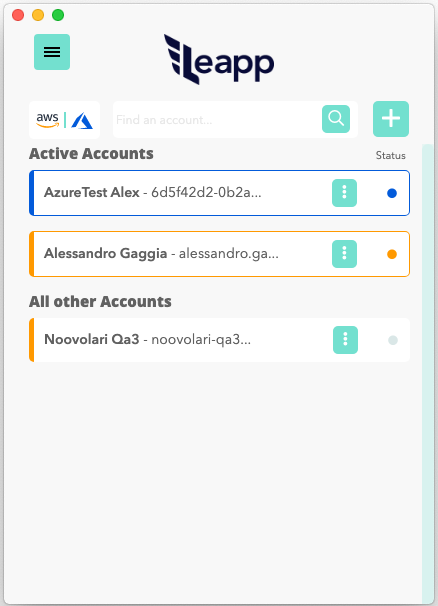 leapp
aws
Find an account...
Active Accounts
Status
AzureTest Alex - 6d5f42d2-0b2a...
Alessandro Gaggia - alessandro.ga...
All other Accounts
Noovolari Qa3 - noovolari-qa3...